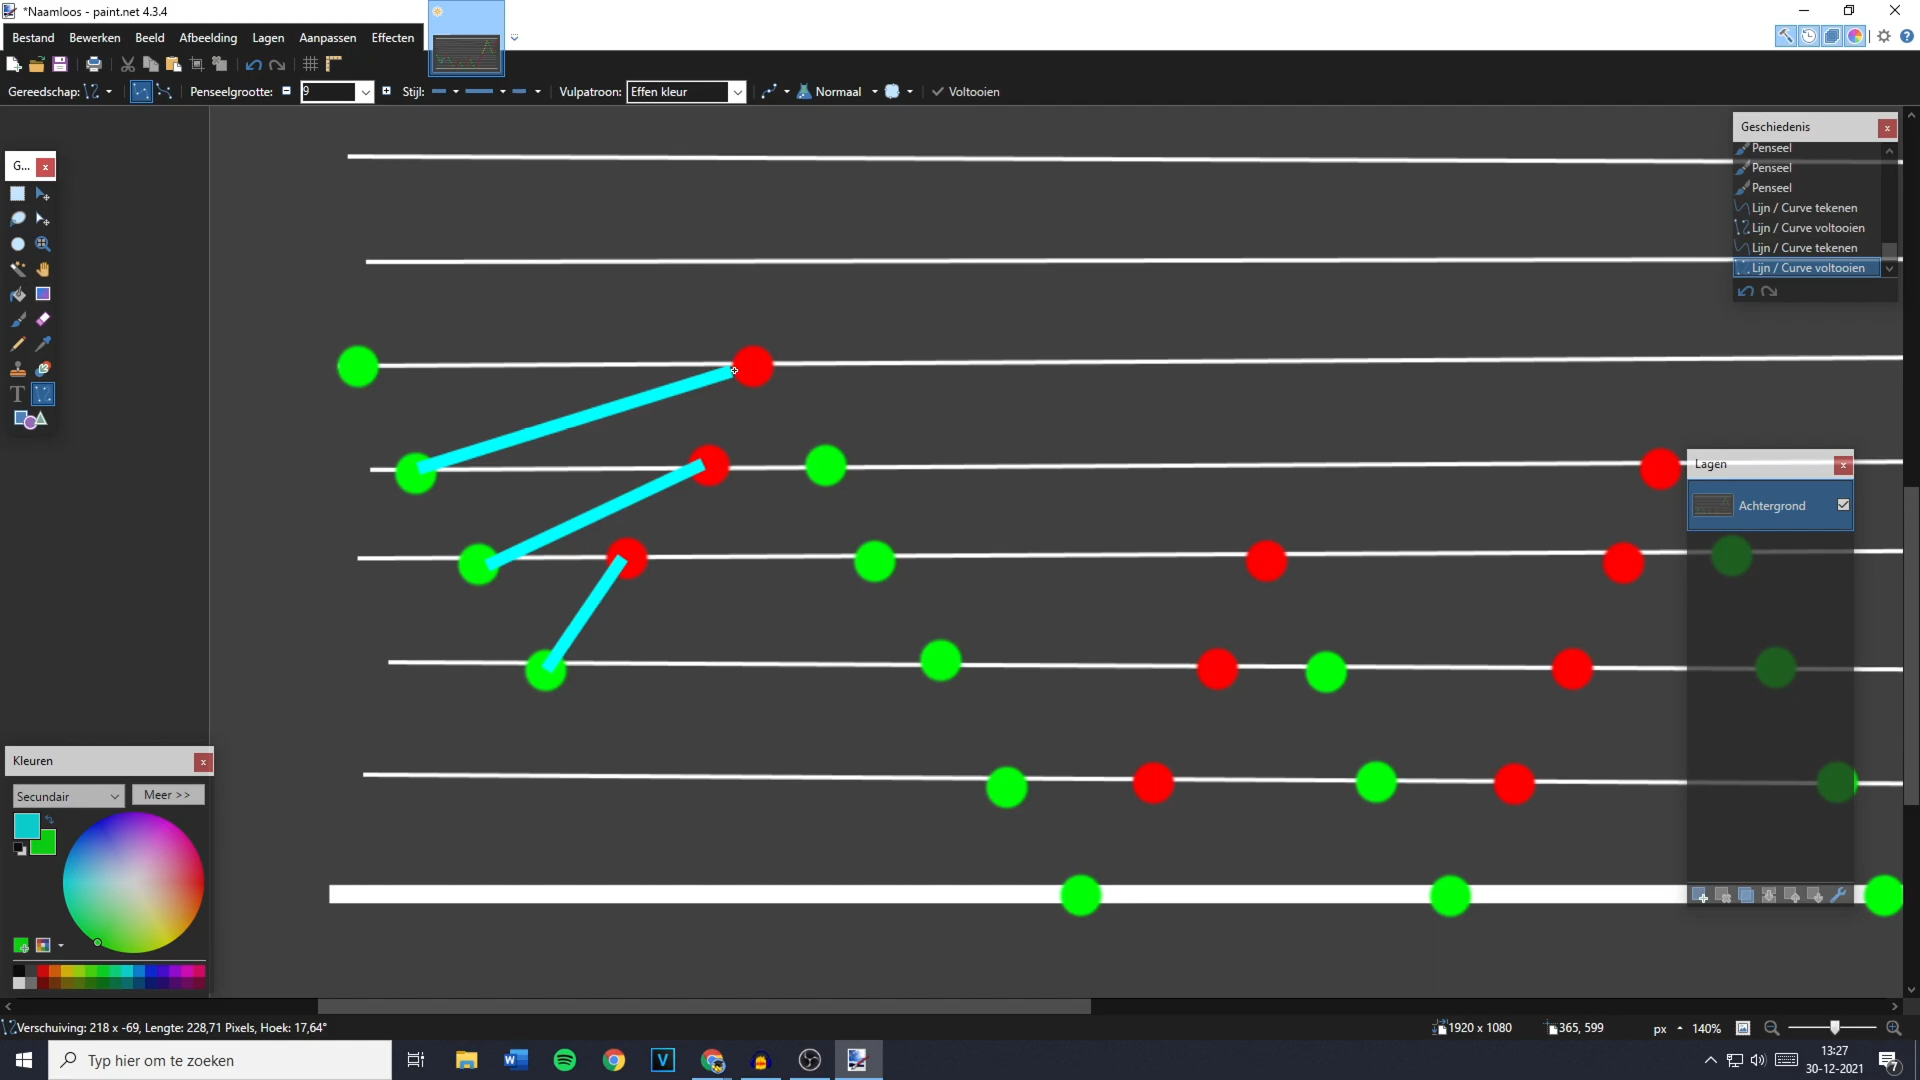 *Naamloos - paint.net 4.3.4
Bestand Bewerken Beeld Afbeelding Lagen Aanpassen Effecten
Gereedschap: Penseelgrootte: 9 Stijl: Vulpatroon: Effen kleur Normaal Voltooien
Geschiedenis
Penseel
Penseel
Penseel
Lijn / Curve tekenen
Lijn / Curve voltooien
Lijn / Curve tekenen
Lijn / Curve voltooien
G...
Lagen
Achtergrond
Kleuren
Secundair Meer >>
Verschuiving: 218 x -69, Lengte: 228,71 Pixels, Hoek: 17,64° 1920 x 1080 365, 599 px 140%
Typ hier om te zoeken
13:27
30-12-2021
7